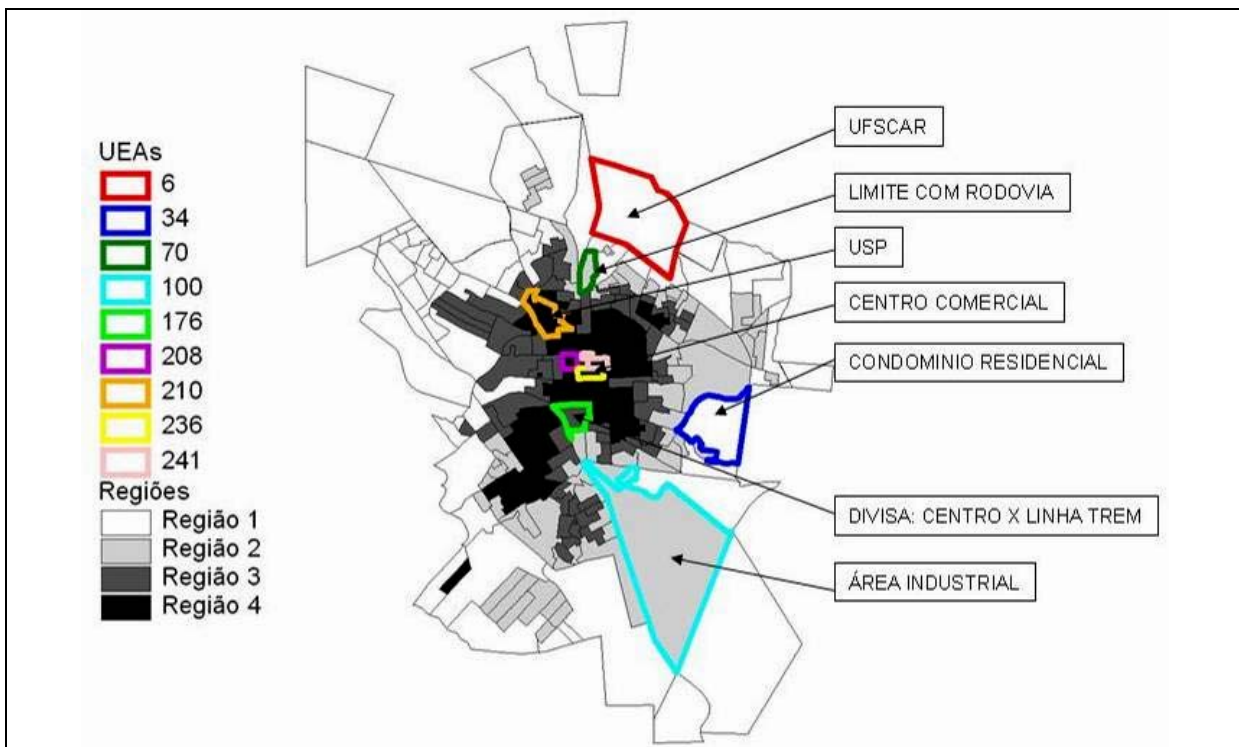 UEAs
6
34
70
100
176
208
210
236
241
Regiões
Região 1
Região 2
Região 3
Região 4
UFSCAR
LIMITE COM RODOVIA
USP
CENTRO COMERCIAL
CONDOMINIO RESIDENCIAL
DIVISA: CENTRO X LINHA TREM
ÁREA INDUSTRIAL